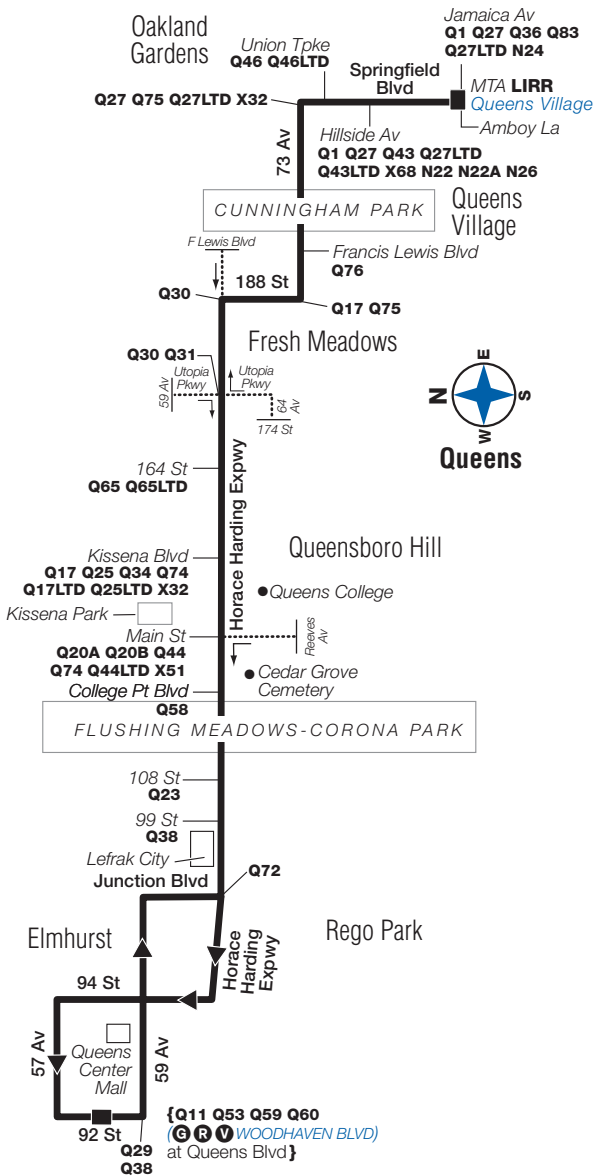 Jamaica Av
Q1 Q27 Q36 Q83
Q27LTD N24
Oakland
Gardens
Union Tpke
Q46 Q46LTD
Springfield
Blvd
MTA LIRR
Queens Village
Amboy La
Q27 Q75 Q27LTD X32
73 Av
Hillside Av
Q1 Q27 Q43 Q27LTD
Q43LTD X68 N22 N22A N26
CUNNINGHAM PARK
Queens
Village
F Lewis Blvd
Francis Lewis Blvd
Q76
188 St
Q30
Q17 Q75
Fresh Meadows
Q30 Q31
Utopia
Pkwy
59 Av
Utopia
Pkwy
64
Av
174 St
E
N
S
W
Queens
164 St
Q65 Q65LTD
Horace Harding Expwy
Kissena Blvd
Q17 Q25 Q34 Q74
Q17LTD Q25LTD X32
Queensboro Hill
Queens College
Kissena Park
Main St
Q20A Q20B Q44
Q74 Q44LTD X51
Reeves
Av
Cedar Grove
Cemetery
College Pt Blvd
Q58
FLUSHING MEADOWS-CORONA PARK
108 St
Q23
99 St
Q38
Lefrak City
Junction Blvd
Q72
Elmhurst
Rego Park
Horace
Harding
Expwy
94 St
57 Av
Queens
Center
Mall
59 Av
92 St
Q29
Q38
{Q11 Q53 Q59 Q60
(G R V WOODHAVEN BLVD)
at Queens Blvd}